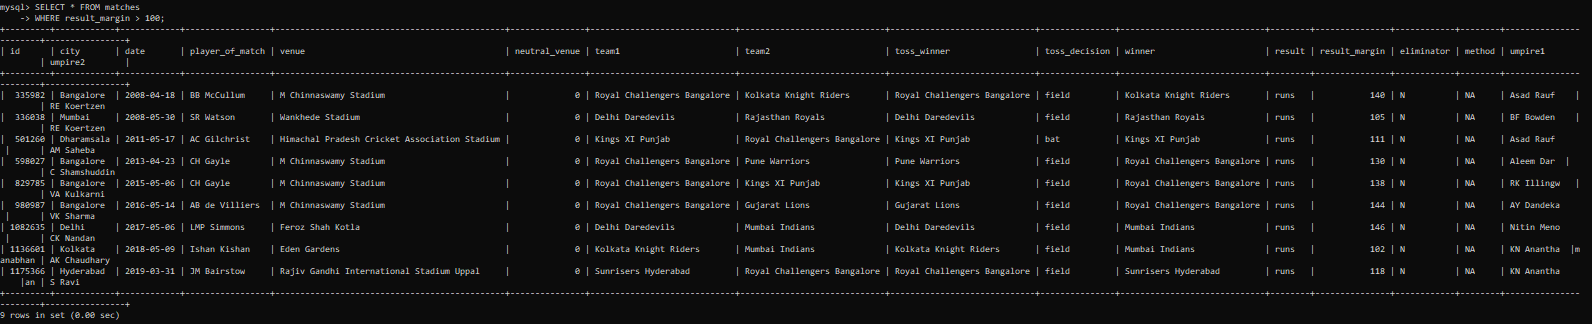 mysql> SELECT * FROM matches
    -> WHERE result_margin > 100;
| id      | city       | date       | player_of_match | venue                                        | neutral_venue | team1                       | team2                       | toss_winner                 | toss_decision | winner                      | result | result_margin | eliminator | method | umpire1
        | umpire2        |
|  335982 | Bangalore  | 2008-04-18 | BB McCullum     | M Chinnaswamy Stadium                        |             0 | Royal Challengers Bangalore | Kolkata Knight Riders       | Royal Challengers Bangalore | field         | Kolkata Knight Riders       | runs   |           140 | N          | NA     | Asad Rauf    |
        | RE Koertzen
|  336038 | Mumbai     | 2008-05-30 | SR Watson       | Wankhede Stadium                             |             0 | Delhi Daredevils            | Rajasthan Royals            | Delhi Daredevils            | field         | Rajasthan Royals            | runs   |           105 | N          | NA     | BF Bowden    |
        | RE Koertzen
|  501260 | Dharamsala | 2011-05-17 | AC Gilchrist    | Himachal Pradesh Cricket Association Stadium |             0 | Kings XI Punjab             | Royal Challengers Bangalore | Kings XI Punjab             | bat           | Kings XI Punjab             | runs   |           111 | N          | NA     | Asad Rauf
 |      | AM Saheba
|  598027 | Bangalore  | 2013-04-23 | CH Gayle        | M Chinnaswamy Stadium                        |             0 | Royal Challengers Bangalore | Pune Warriors               | Pune Warriors               | field         | Royal Challengers Bangalore | runs   |           130 | N          | NA     | Aleem Dar  |
        | C Shamshuddin
|  829785 | Bangalore  | 2015-05-06 | CH Gayle        | M Chinnaswamy Stadium                        |             0 | Royal Challengers Bangalore | Kings XI Punjab             | Kings XI Punjab             | field         | Royal Challengers Bangalore | runs   |           138 | N          | NA     | RK Illingw   |
        | VA Kulkarni
|  980987 | Bangalore  | 2016-05-14 | AB de Villiers  | M Chinnaswamy Stadium                        |             0 | Royal Challengers Bangalore | Gujarat Lions               | Gujarat Lions               | field         | Royal Challengers Bangalore | runs   |           144 | N          | NA     | AY Dandeka
 |      | VK Sharma
| 1082635 | Delhi      | 2017-05-06 | LMP Simmons     | Feroz Shah Kotla                             |             0 | Delhi Daredevils            | Mumbai Indians              | Delhi Daredevils            | field         | Mumbai Indians              | runs   |           146 | N          | NA     | Nitin Meno
 |      | CK Nandan
| 1136601 | Kolkata    | 2018-05-09 | Ishan Kishan    | Eden Gardens                                 |             0 | Kolkata Knight Riders       | Mumbai Indians              | Kolkata Knight Riders       | field         | Mumbai Indians              | runs   |           102 | N          | NA     | KN Anantha  |m
anabhan | AK Chaudhary
| 1175366 | Hyderabad  | 2019-03-31 | JM Bairstow     | Rajiv Gandhi International Stadium Uppal     |             0 | Sunrisers Hyderabad         | Royal Challengers Bangalore | Royal Challengers Bangalore | field         | Sunrisers Hyderabad         | runs   |           118 | N          | NA     | KN Anantha
    |an | S Ravi
9 rows in set (0.00 sec)